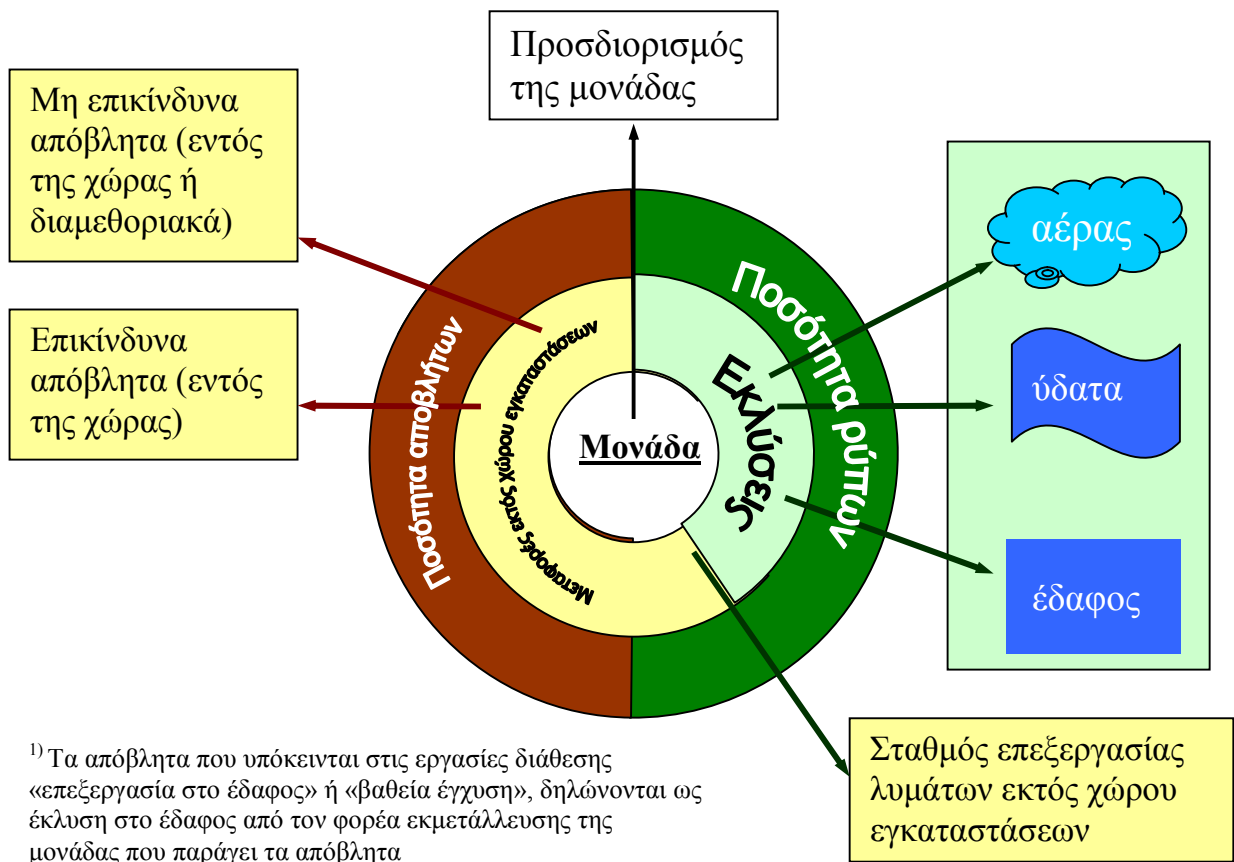 Προσδιορισμός
της μονάδας
Μη επικίνδυνα
απόβλητα (εντός
της χώρας ή
διαμεθοριακά)
Επικίνδυνα
απόβλητα (εντός
της χώρας)
Ποσότητα αποβλήτων
Μεταφορές εκτός χώρου εγκαταστάσεων
Μονάδα
Εκλύσεις
Ποσότητα ρύπων
αέρας
ύδατα
έδαφος
Σταθμός επεξεργασίας
λυμάτων εκτός χώρου
εγκαταστάσεων
1) Τα απόβλητα που υπόκεινται στις εργασίες διάθεσης
«επεξεργασία στο έδαφος» ή «βαθεία έγχυση», δηλώνονται ως
έκλυση στο έδαφος από τον φορέα εκμετάλλευσης της
μονάδας που παράγει τα απόβλητα